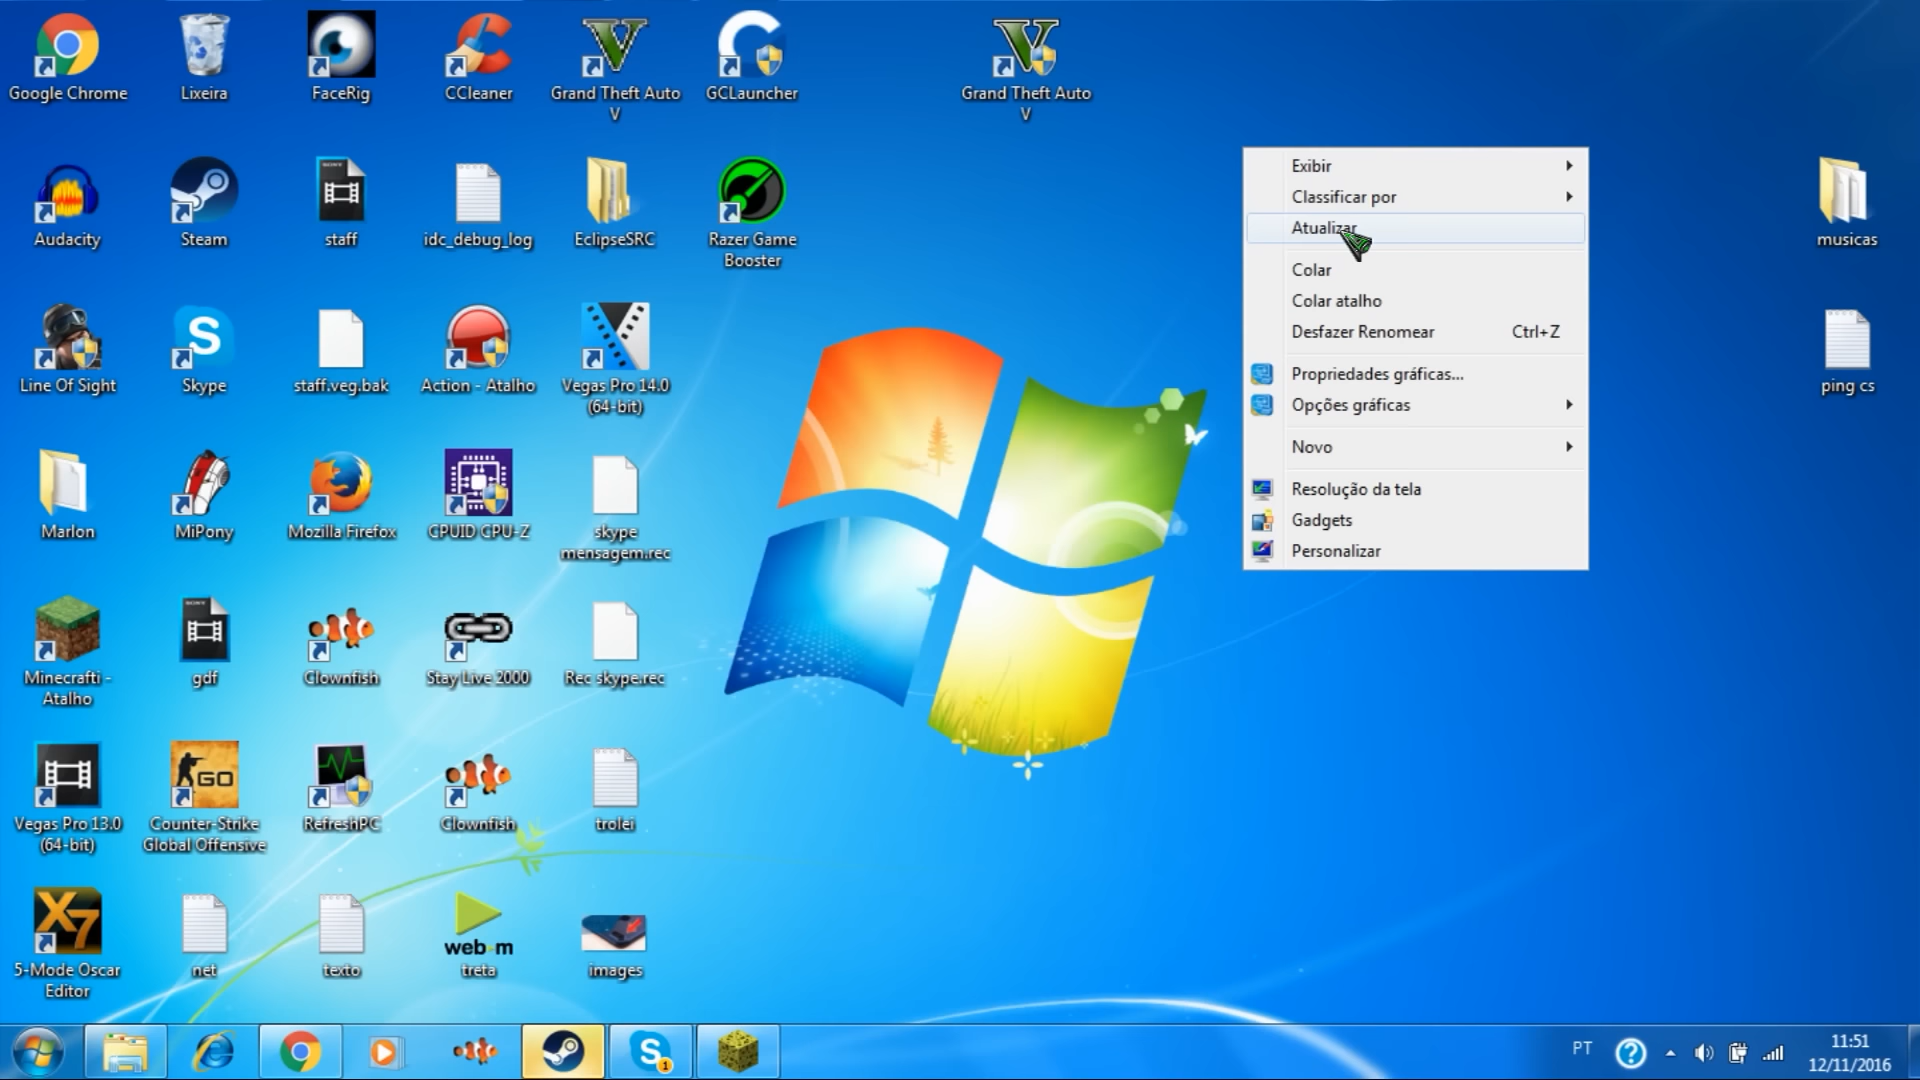 Google Chrome
Lixeira
FaceRig
CCleaner
Grand Theft Auto
V
GCLauncher
Grand Theft Auto
V
Audacity
Steam
SONY
staff
idc_debug_log
EclipseSRC
Razer Game
Booster
musicas
Line Of Sight
Skype
staff.veg.bak
Action - Atalho
Vegas Pro 14.0
(64-bit)
ping cs
Marlon
MiPony
Mozilla Firefox
CPUID CPU-Z
skype
mensagem.rec
Minecrafti -
Atalho
SONY
gdf
Clownfish
Stay Live 2000
Rec skype.rec
Vegas Pro 13.0
(64-bit)
GO
Counter-Strike
Global Offensive
RefreshPC
Clownfish
trolei
X7
5-Mode Oscar
Editor
net
texto
web m
treta
images
Exibir
Classificar por
Atualizar
Colar
Colar atalho
Desfazer Renomear Ctrl+Z
Propriedades gráficas...
Opções gráficas
Novo
Resolução da tela
Gadgets
Personalizar
1
PT
?
11:51
12/11/2016